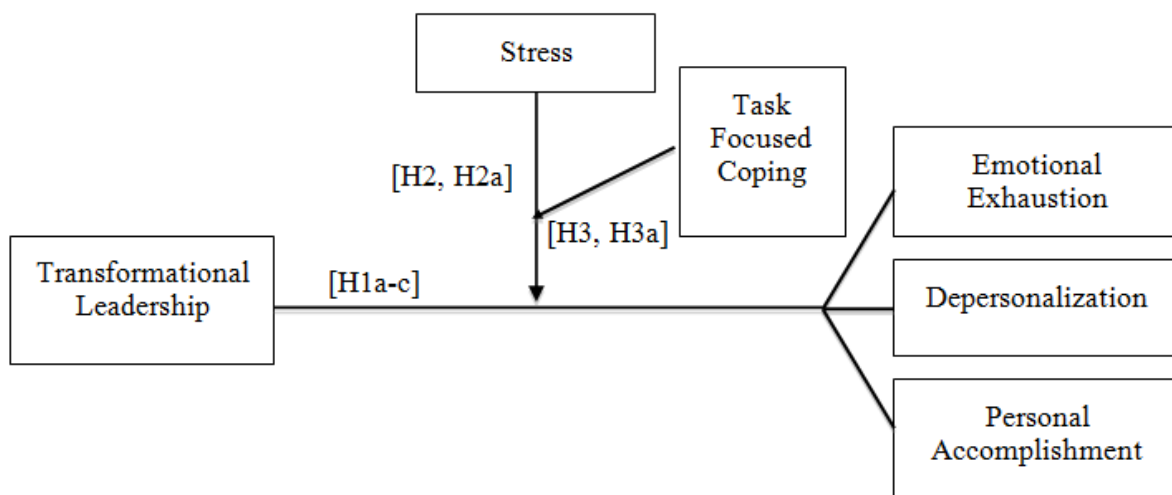 Stress
Task
Focused
Coping
[H2, H2a]
[H3, H3a]
Emotional
Exhaustion
Transformational
Leadership
[H1a-c]
Depersonalization
Personal
Accomplishment